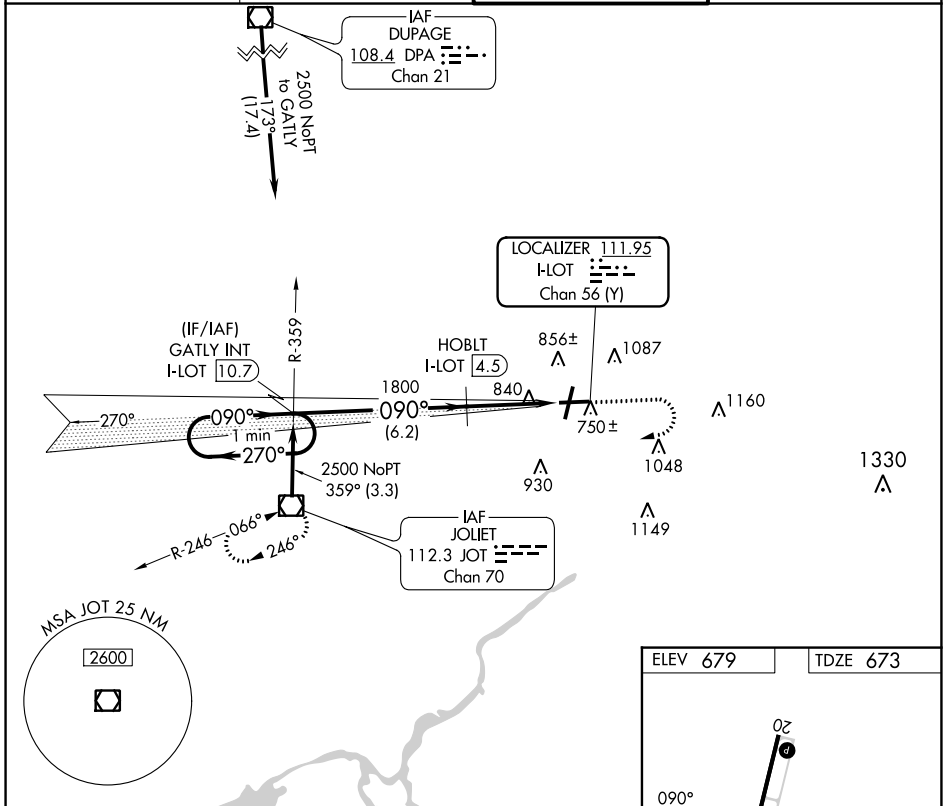 IAF
DUPAGE
108.4 DPA
Chan 21
2500 NoPT
to GATLY
173°
(17.4)
LOCALIZER 111.95
I-LOT
Chan 56 (Y)
R-359
(IF/IAF)
GATLY INT
I-LOT 10.7
HOBLT
I-LOT 4.5
856±
1087
1800
840
270°
090°
090°
1160
1 min
(6.2)
750±
270°
1048
2500 NoPT
359° (3.3)
930
1330
1149
IAF
JOLIET
112.3 JOT
Chan 70
R-246
066°
246°
MSA JOT 25 NM
2600
ELEV 679
TDZE 673
20
P
090°